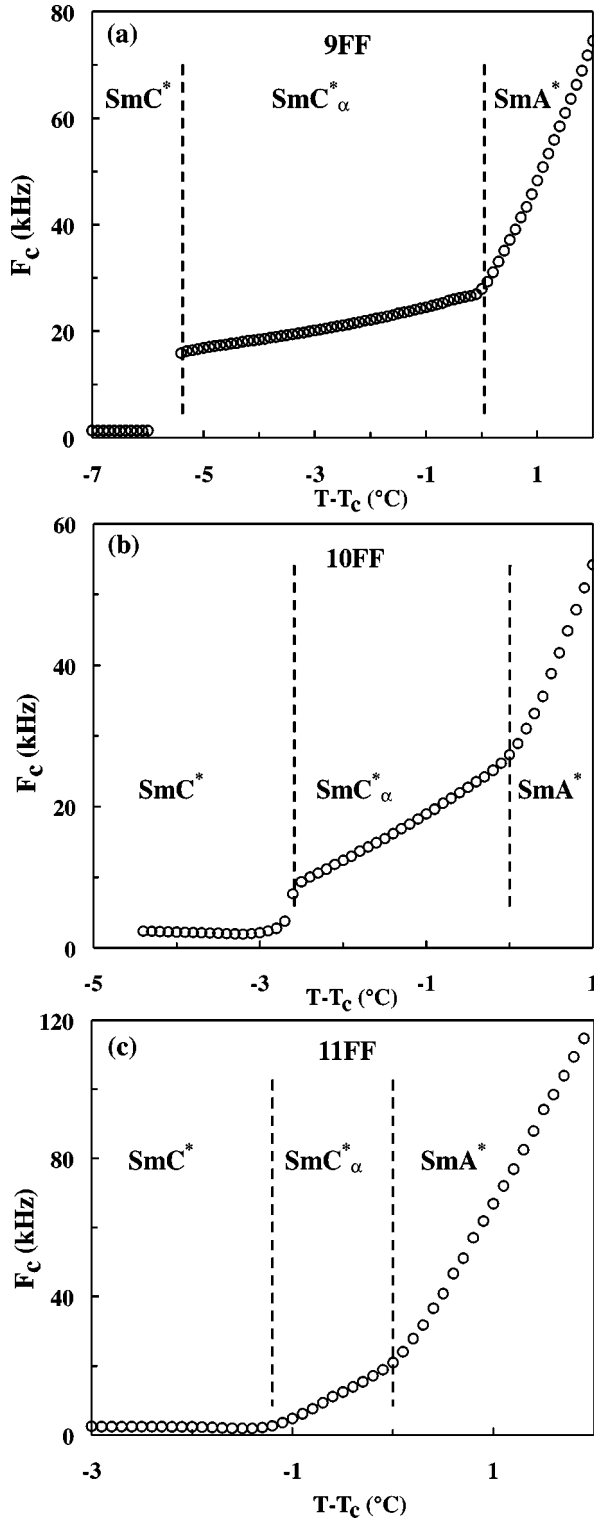 (a)
9FF
SmC* SmC*α SmA*
80
60
40
20
0
Fc (kHz)
-7 -5 -3 -1 1
T-Tc (°C)
(b)
10FF
60
40
20
0
Fc (kHz)
SmC* SmC*α SmA*
-5 -3 -1 1
T-Tc (°C)
(c)
11FF
120
80
40
0
Fc (kHz)
SmC* SmC*α SmA*
-3 -1 1
T-Tc (°C)